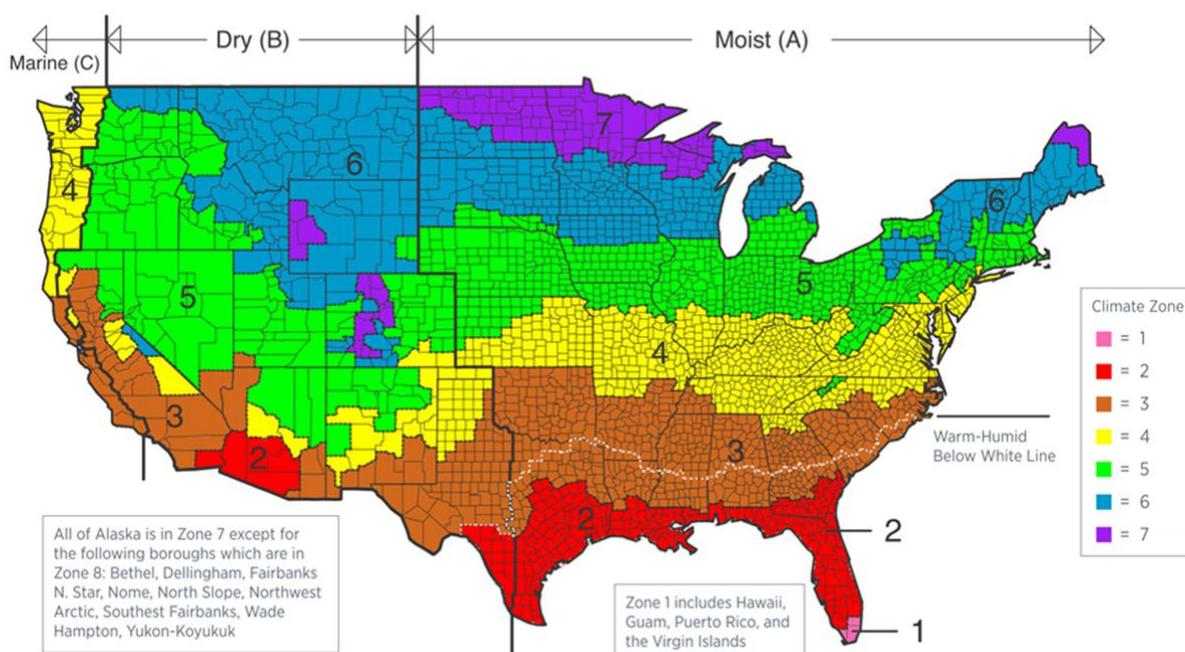 Marine (C)
Dry (B)
Moist (A)
7
6
4
6
5
5
4
3
3
2
2
2
1
Warm-Humid
Below White Line
Climate Zone
= 1
= 2
= 3
= 4
= 5
= 6
= 7
All of Alaska is in Zone 7 except for
the following boroughs which are in
Zone 8: Bethel, Dellingham, Fairbanks
N. Star, Nome, North Slope, Northwest
Arctic, Southest Fairbanks, Wade
Hampton, Yukon-Koyukuk
Zone 1 includes Hawaii,
Guam, Puerto Rico, and
the Virgin Islands